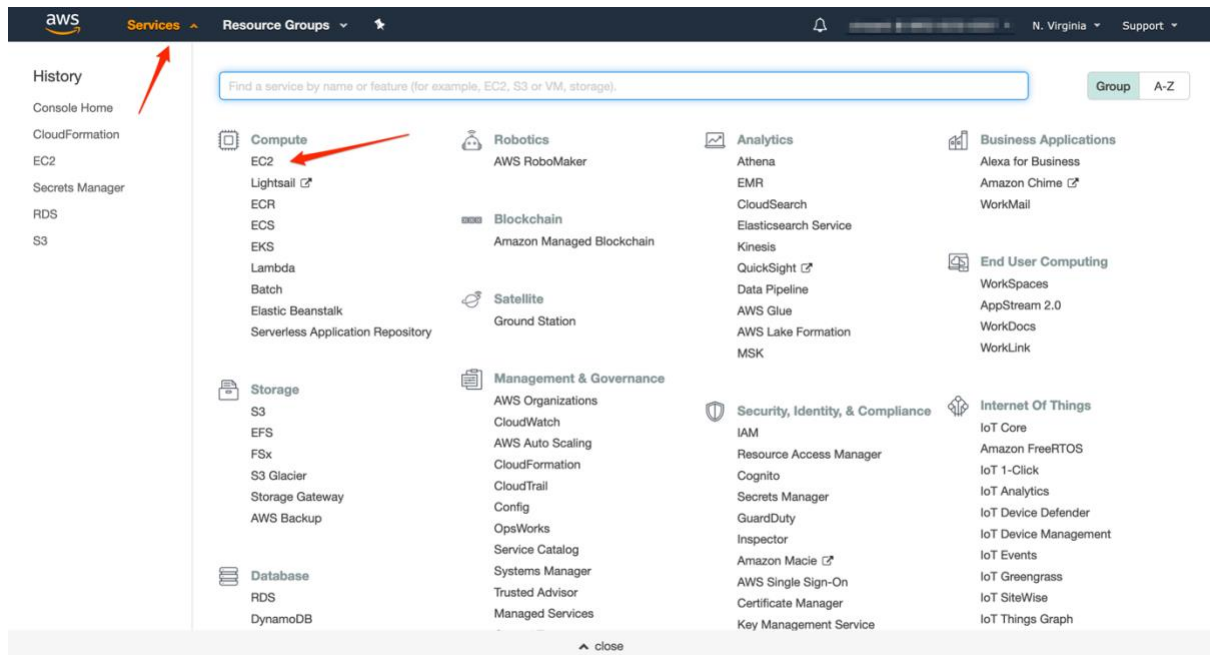 aws
Services
Resource Groups
N. Virginia
Support
History
Console Home
CloudFormation
EC2
Secrets Manager
RDS
S3
Find a service by name or feature (for example, EC2, S3 or VM, storage).
Group
A-Z
Compute
EC2
Lightsail
ECR
ECS
EKS
Lambda
Batch
Elastic Beanstalk
Serverless Application Repository
Storage
S3
EFS
FSx
S3 Glacier
Storage Gateway
AWS Backup
Database
RDS
DynamoDB
Robotics
AWS RoboMaker
Blockchain
Amazon Managed Blockchain
Satellite
Ground Station
Management & Governance
AWS Organizations
CloudWatch
AWS Auto Scaling
CloudFormation
CloudTrail
Config
OpsWorks
Service Catalog
Systems Manager
Trusted Advisor
Managed Services
Analytics
Athena
EMR
CloudSearch
Elasticsearch Service
Kinesis
QuickSight
Data Pipeline
AWS Glue
AWS Lake Formation
MSK
Security, Identity, & Compliance
IAM
Resource Access Manager
Cognito
Secrets Manager
GuardDuty
Inspector
Amazon Macie
AWS Single Sign-On
Certificate Manager
Key Management Service
Business Applications
Alexa for Business
Amazon Chime
WorkMail
End User Computing
WorkSpaces
AppStream 2.0
WorkDocs
WorkLink
Internet Of Things
IoT Core
Amazon FreeRTOS
IoT 1-Click
IoT Analytics
IoT Device Defender
IoT Device Management
IoT Events
IoT Greengrass
IoT SiteWise
IoT Things Graph
close